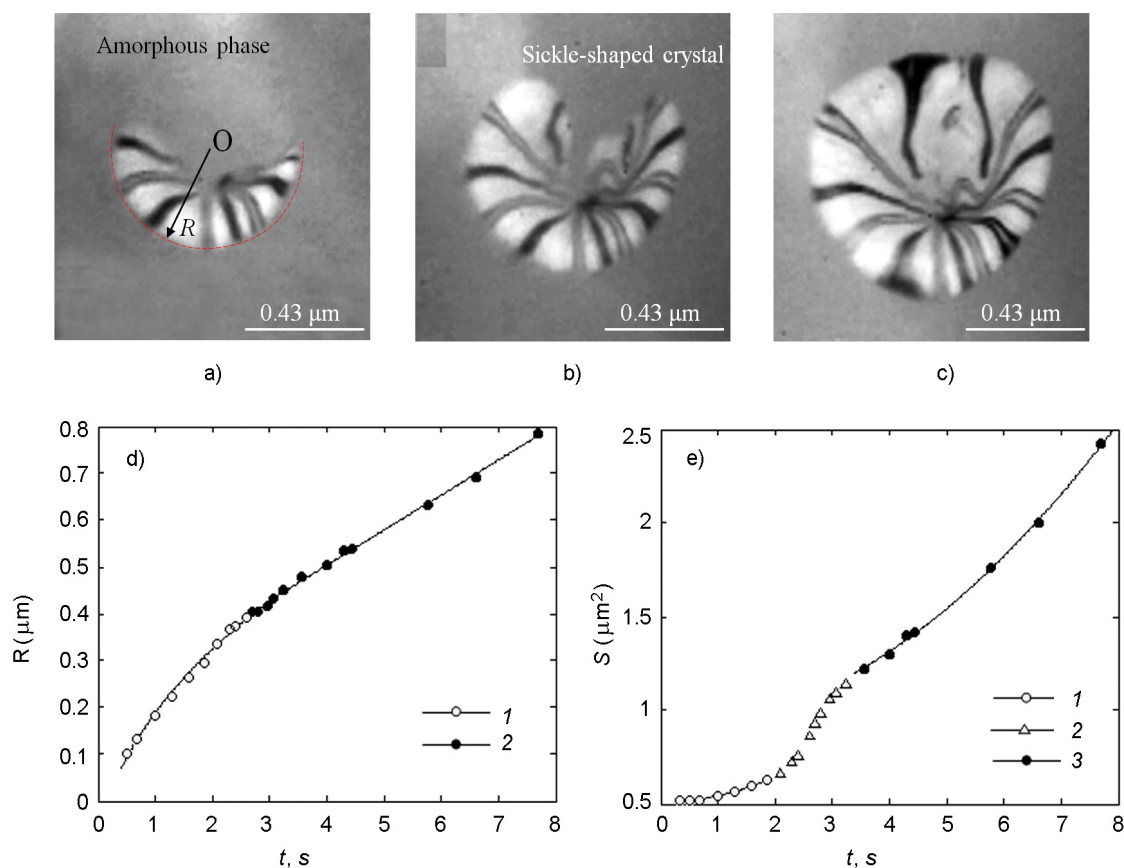 Amorphous phase
O
R
0.43 μm
Sickle-shaped crystal
0.43 μm
0.43 μm
a)
b)
c)
d)
R (μm)
0.8
0.7
0.6
0.5
0.4
0.3
0.2
0.1
0
0 1 2 3 4 5 6 7 8
t, s
1
2
e)
S (μm²)
2.5
2
1.5
1
0.5
0 1 2 3 4 5 6 7 8
t, s
1
2
3